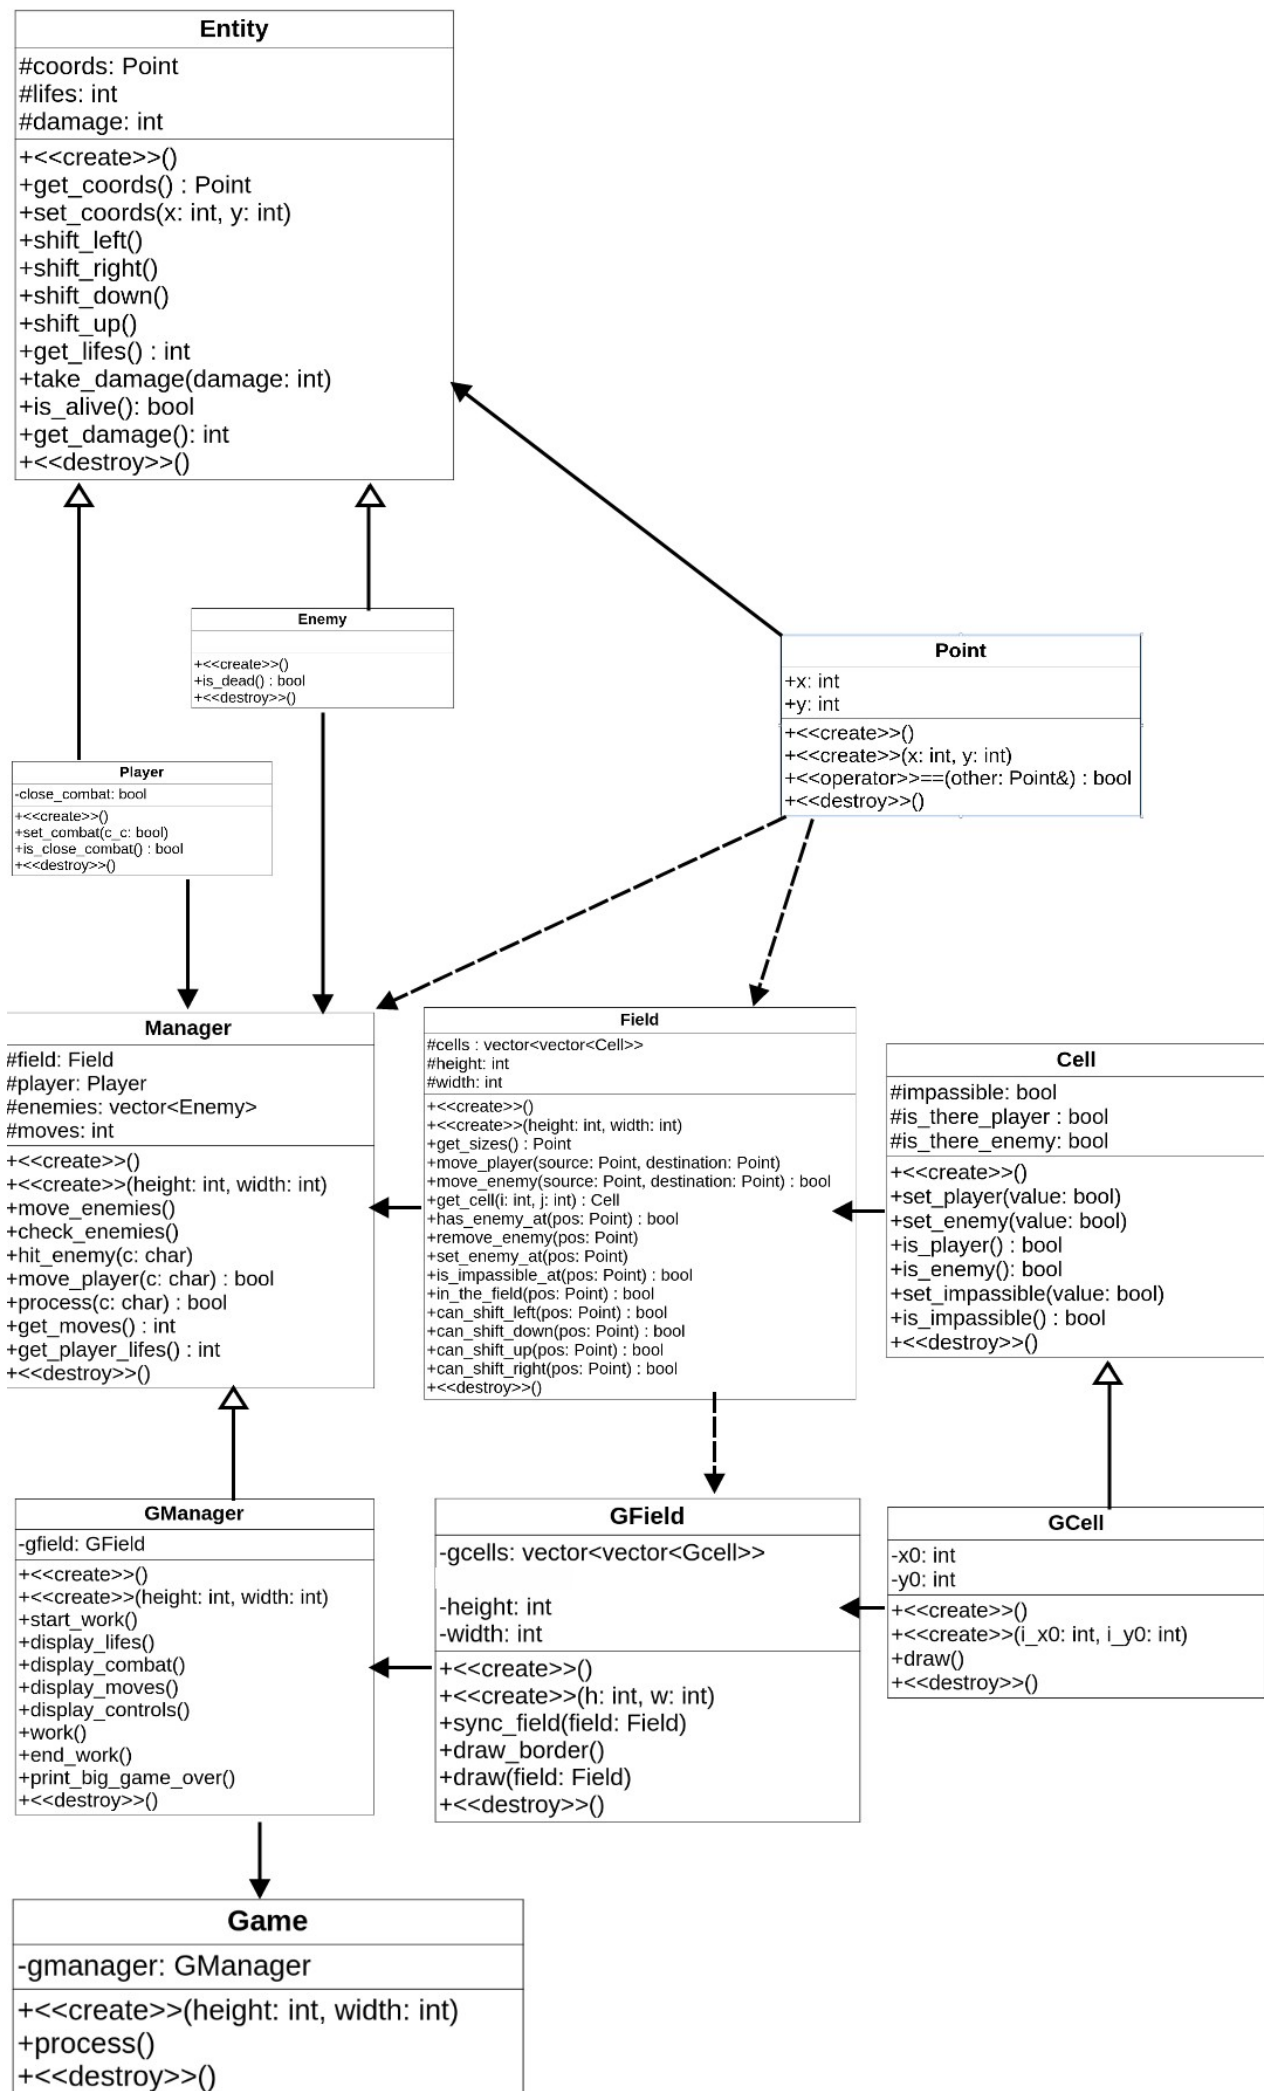 Entity
#coords: Point
#lifes: int
#damage: int
+<<create>>()
+get_coords() : Point
+set_coords(x: int, y: int)
+shift_left()
+shift_right()
+shift_down()
+shift_up()
+get_lifes() : int
+take_damage(damage: int)
+is_alive(): bool
+get_damage(): int
+<<destroy>>()
Enemy
+<<create>>()
+is_dead() : bool
+<<destroy>>()
Point
+x: int
+y: int
+<<create>>()
+<<create>>(x: int, y: int)
+<<operator>>==(other: Point&) : bool
+<<destroy>>()
Player
-close_combat: bool
+<<create>>()
+set_combat(c_c: bool)
+is_close_combat() : bool
+<<destroy>>()
Manager
#field: Field
#player: Player
#enemies: vector<Enemy>
#moves: int
+<<create>>()
+<<create>>(height: int, width: int)
+move_enemies()
+check_enemies()
+hit_enemy(c: char)
+move_player(c: char) : bool
+process(c: char) : bool
+get_moves() : int
+get_player_lifes() : int
+<<destroy>>()
Field
#cells : vector<vector<Cell>>
#height: int
#width: int
+<<create>>()
+<<create>>(height: int, width: int)
+get_sizes() : Point
+move_player(source: Point, destination: Point)
+move_enemy(source: Point, destination: Point) : bool
+get_cell(i: int, j: int) : Cell
+has_enemy_at(pos: Point) : bool
+remove_enemy(pos: Point)
+set_enemy_at(pos: Point)
+is_impassible_at(pos: Point) : bool
+in_the_field(pos: Point) : bool
+can_shift_left(pos: Point) : bool
+can_shift_down(pos: Point) : bool
+can_shift_up(pos: Point) : bool
+can_shift_right(pos: Point) : bool
+<<destroy>>()
Cell
#impassible: bool
#is_there_player : bool
#is_there_enemy: bool
+<<create>>()
+set_player(value: bool)
+set_enemy(value: bool)
+is_player() : bool
+is_enemy(): bool
+set_impassible(value: bool)
+is_impassible() : bool
+<<destroy>>()
GManager
-gfield: GField
+<<create>>()
+<<create>>(height: int, width: int)
+start_work()
+display_lifes()
+display_combat()
+display_moves()
+display_controls()
+work()
+end_work()
+print_big_game_over()
+<<destroy>>()
GField
-gcells: vector<vector<Gcell>>
-height: int
-width: int
+<<create>>()
+<<create>>(h: int, w: int)
+sync_field(field: Field)
+draw_border()
+draw(field: Field)
+<<destroy>>()
GCell
-x0: int
-y0: int
+<<create>>()
+<<create>>(i_x0: int, i_y0: int)
+draw()
+<<destroy>>()
Game
-gmanager: GManager
+<<create>>(height: int, width: int)
+process()
+<<destroy>>()